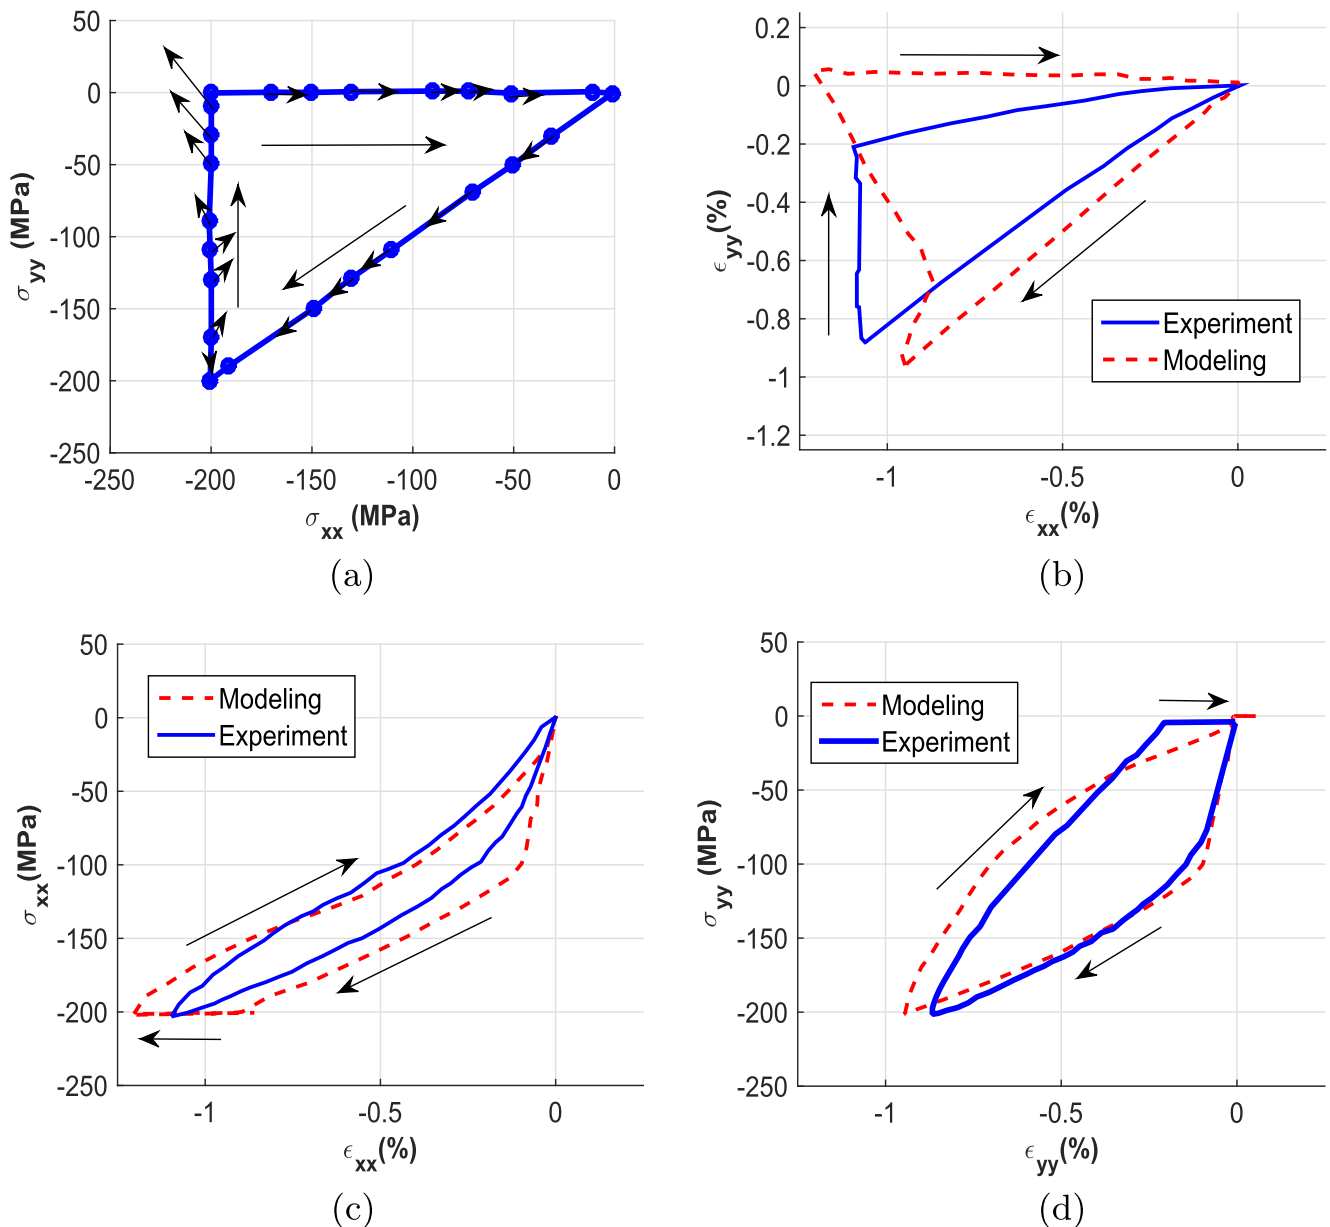 50
0
-50
-100
-150
-200
-250
-250 -200 -150 -100 -50 0
σyy (MPa)
σxx (MPa)
(a)
0.2
0
-0.2
-0.4
-0.6
-0.8
-1
-1.2
-1 -0.5 0
ϵyy(%)
ϵxx(%)
Experiment
Modeling
(b)
50
0
-50
-100
-150
-200
-250
-1 -0.5 0
σxx(MPa)
ϵxx(%)
Modeling
Experiment
(c)
50
0
-50
-100
-150
-200
-250
-1 -0.5 0
σyy (MPa)
ϵyy(%)
Modeling
Experiment
(d)